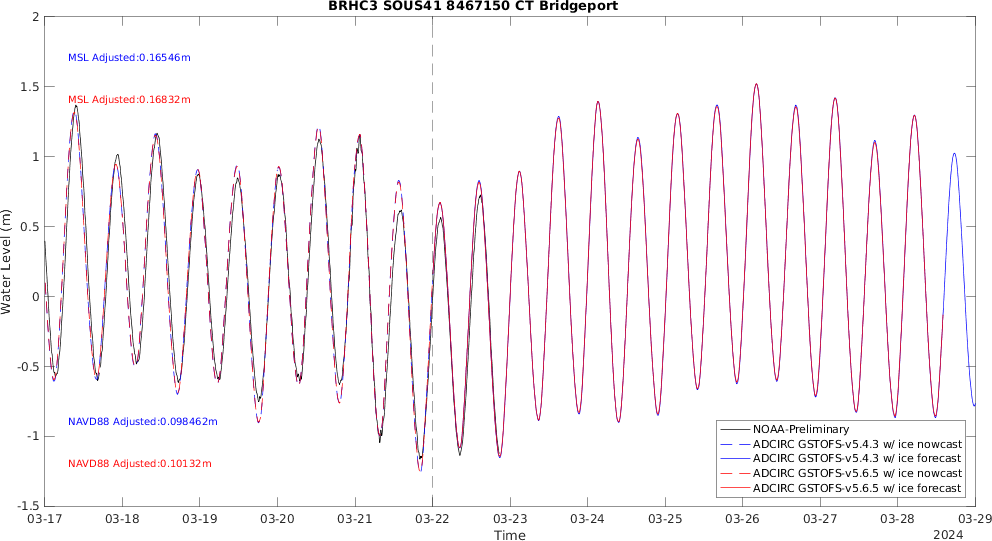 BRHC3 SOUS41 8467150 CT Bridgeport
2
1.5
1
0.5
0
-0.5
-1
-1.5
Water Level (m)
MSL Adjusted:0.16546m
MSL Adjusted:0.16832m
NAVD88 Adjusted:0.098462m
NAVD88 Adjusted:0.10132m
NOAA-Preliminary
ADCIRC GSTOFS-v5.4.3 w/ ice nowcast
ADCIRC GSTOFS-v5.4.3 w/ ice forecast
ADCIRC GSTOFS-v5.6.5 w/ ice nowcast
ADCIRC GSTOFS-v5.6.5 w/ ice forecast
03-17 03-18 03-19 03-20 03-21 03-22 03-23 03-24 03-25 03-26 03-27 03-28 03-29
Time
2024